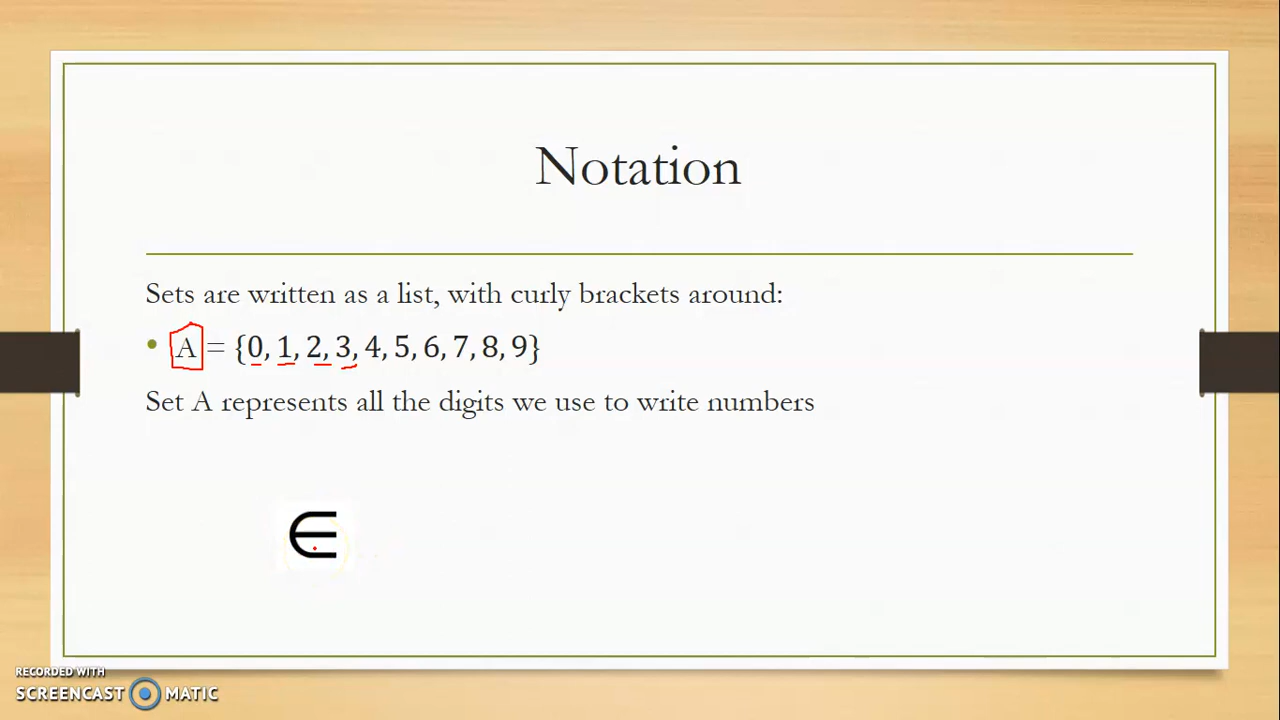 Notation
Sets are written as a list, with curly brackets around:
• A = {0, 1, 2, 3, 4, 5, 6, 7, 8, 9}
Set A represents all the digits we use to write numbers
∈
RECORDED WITH
SCREENCAST MATIC